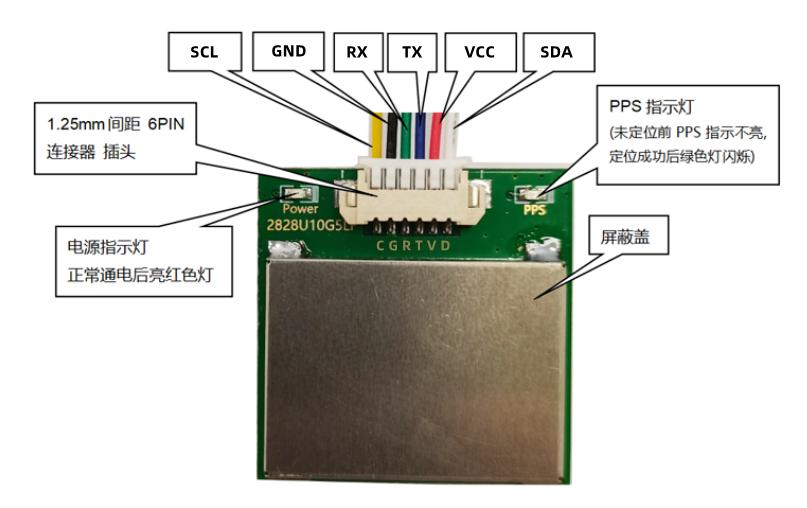 SCL
GND
RX
TX
VCC
SDA
1.25mm 间距 6PIN
连接器 插头
PPS 指示灯
(未定位前 PPS 指示不亮,
定位成功后绿色灯闪烁)
Power
PPS
2828U10G5LF
C G R T V D
电源指示灯
正常通电后亮红色灯
屏蔽盖